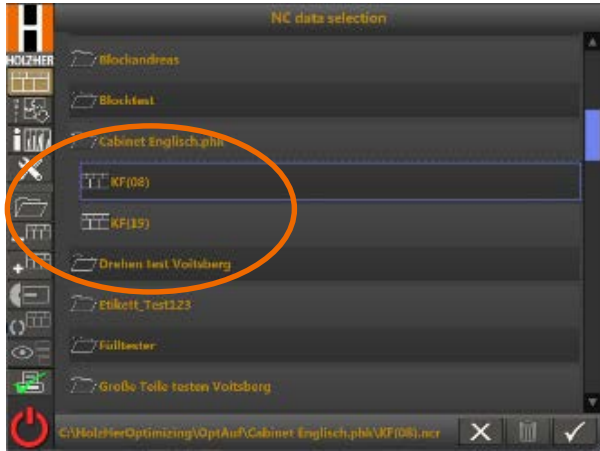 NC data selection
HOLZHER
Blockandreas
Blocktest
Cabinet Englisch.phk
KF(08)
KF(19)
Drehen test Voitsberg
Etikett_Test123
Fülltester
Große Teile testen Voitsberg
C:\HolzHerOptimizing\OptAuf\Cabinet Englisch.phk\KF(08).ncr